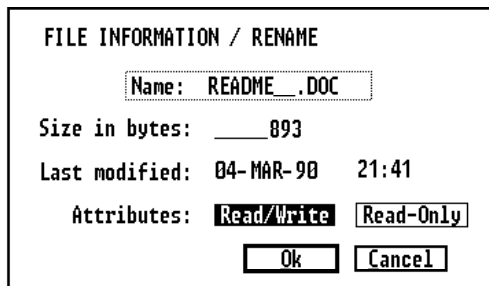 FILE INFORMATION / RENAME
Name: README__.DOC
Size in bytes: _____893
Last modified: 04-MAR-90 21:41
Attributes: Read/Write Read-Only
Ok Cancel